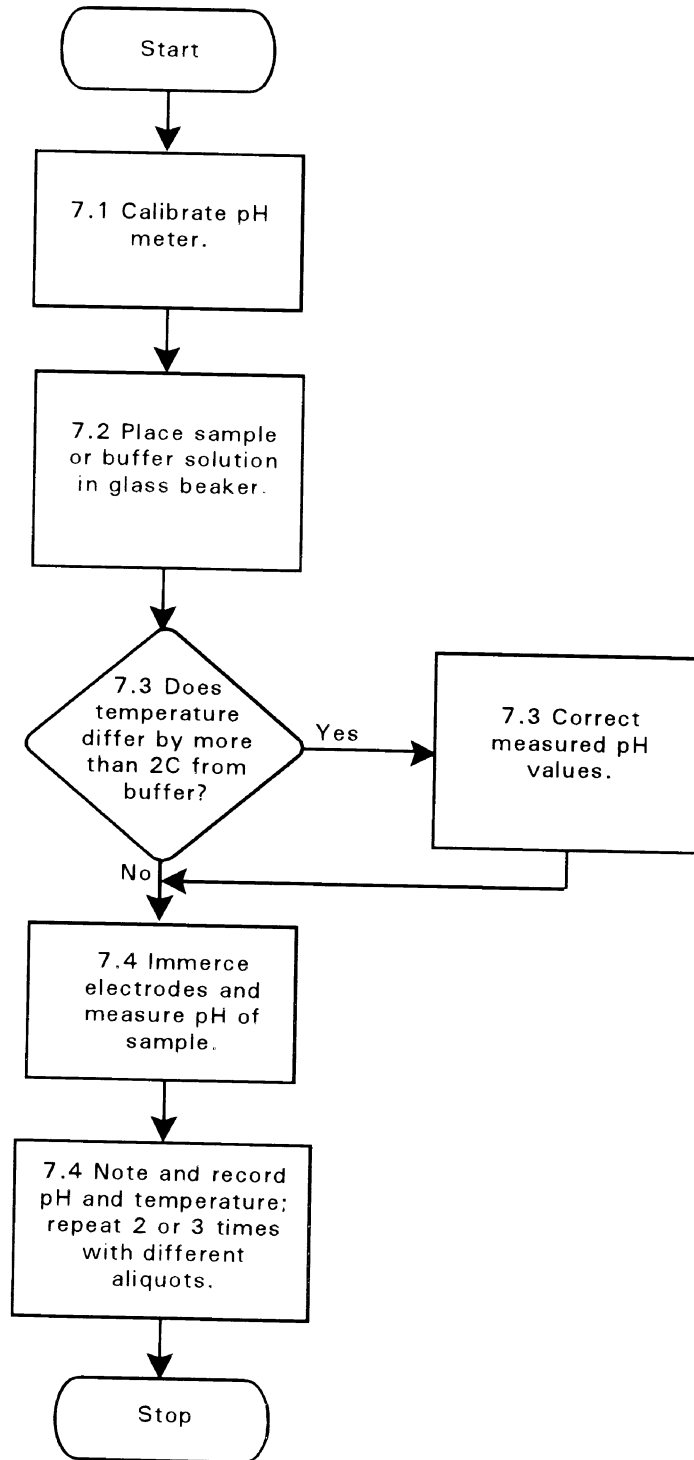 Start
7.1 Calibrate pH
meter.
7.2 Place sample
or buffer solution
in glass beaker.
7.3 Does
temperature
differ by more
than 2C from
buffer?
Yes
7.3 Correct
measured pH
values.
No
7.4 Immerce
electrodes and
measure pH of
sample.
7.4 Note and record
pH and temperature;
repeat 2 or 3 times
with different
aliquots.
Stop